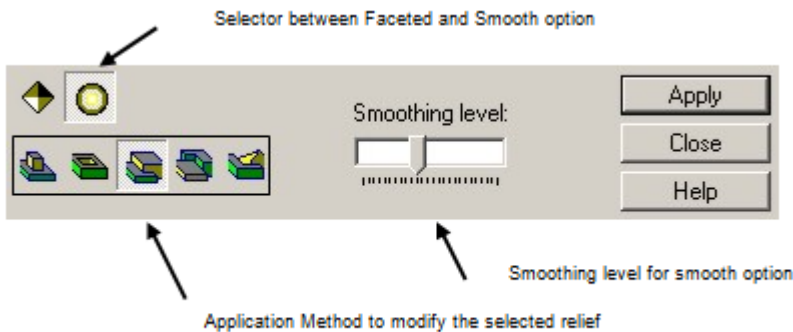 Selector between Faceted and Smooth option
Smoothing level:
Apply
Close
Help
Smoothing level for smooth option
Application Method to modify the selected relief